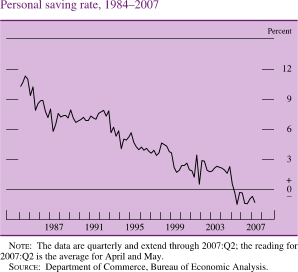 Personal saving rate, 1984–2007
Percent
12
9
6
3
+
0
−
1987 1991 1995 1999 2003 2007
NOTE: The data are quarterly and extend through 2007:Q2; the reading for
2007:Q2 is the average for April and May.
SOURCE: Department of Commerce, Bureau of Economic Analysis.